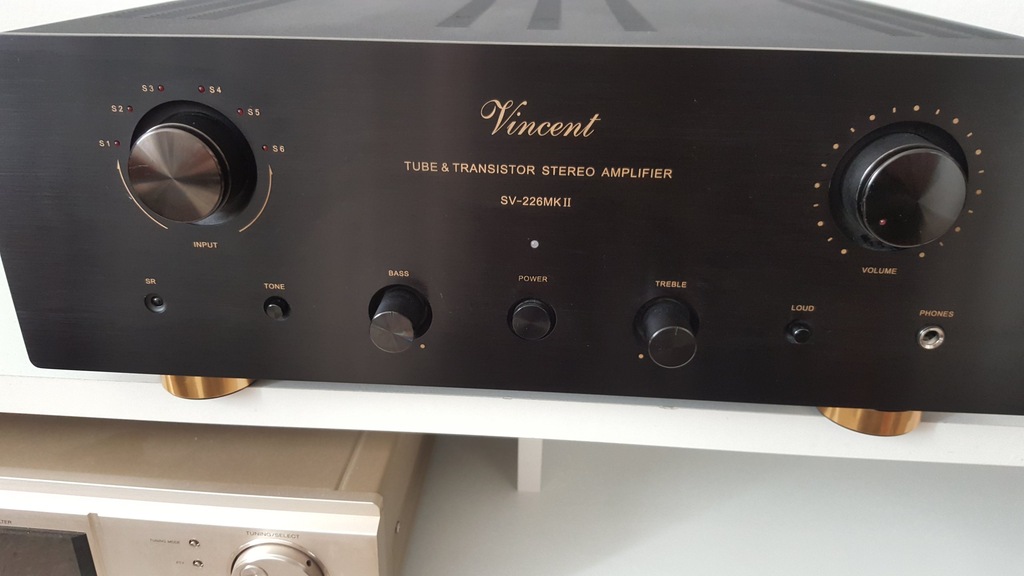 S3 S4
S2 S5
S1 S6
INPUT
Vincent
TUBE & TRANSISTOR STEREO AMPLIFIER
SV-226MKII
VOLUME
SR
TONE
BASS
POWER
TREBLE
LOUD
PHONES
TUNING/SELECT